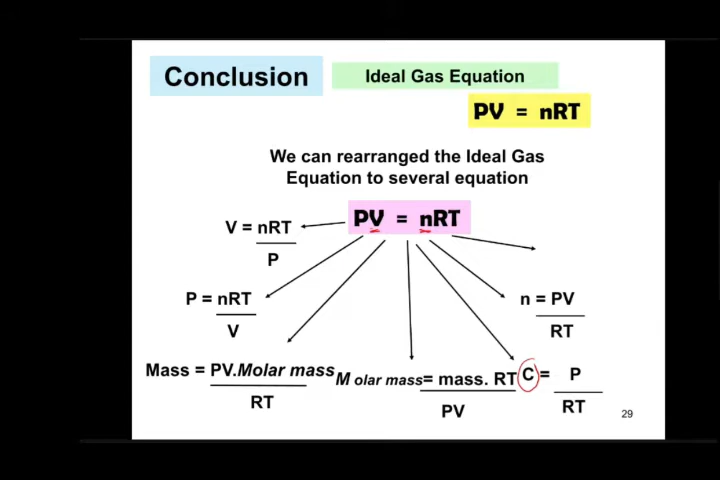 Conclusion
Ideal Gas Equation
PV = nRT
We can rearranged the Ideal Gas
Equation to several equation
PV = nRT
V = nRT
P
P = nRT
V
n = PV
RT
Mass = PV.Molar mass
RT
M olar mass = mass. RT
PV
C = P
RT
29